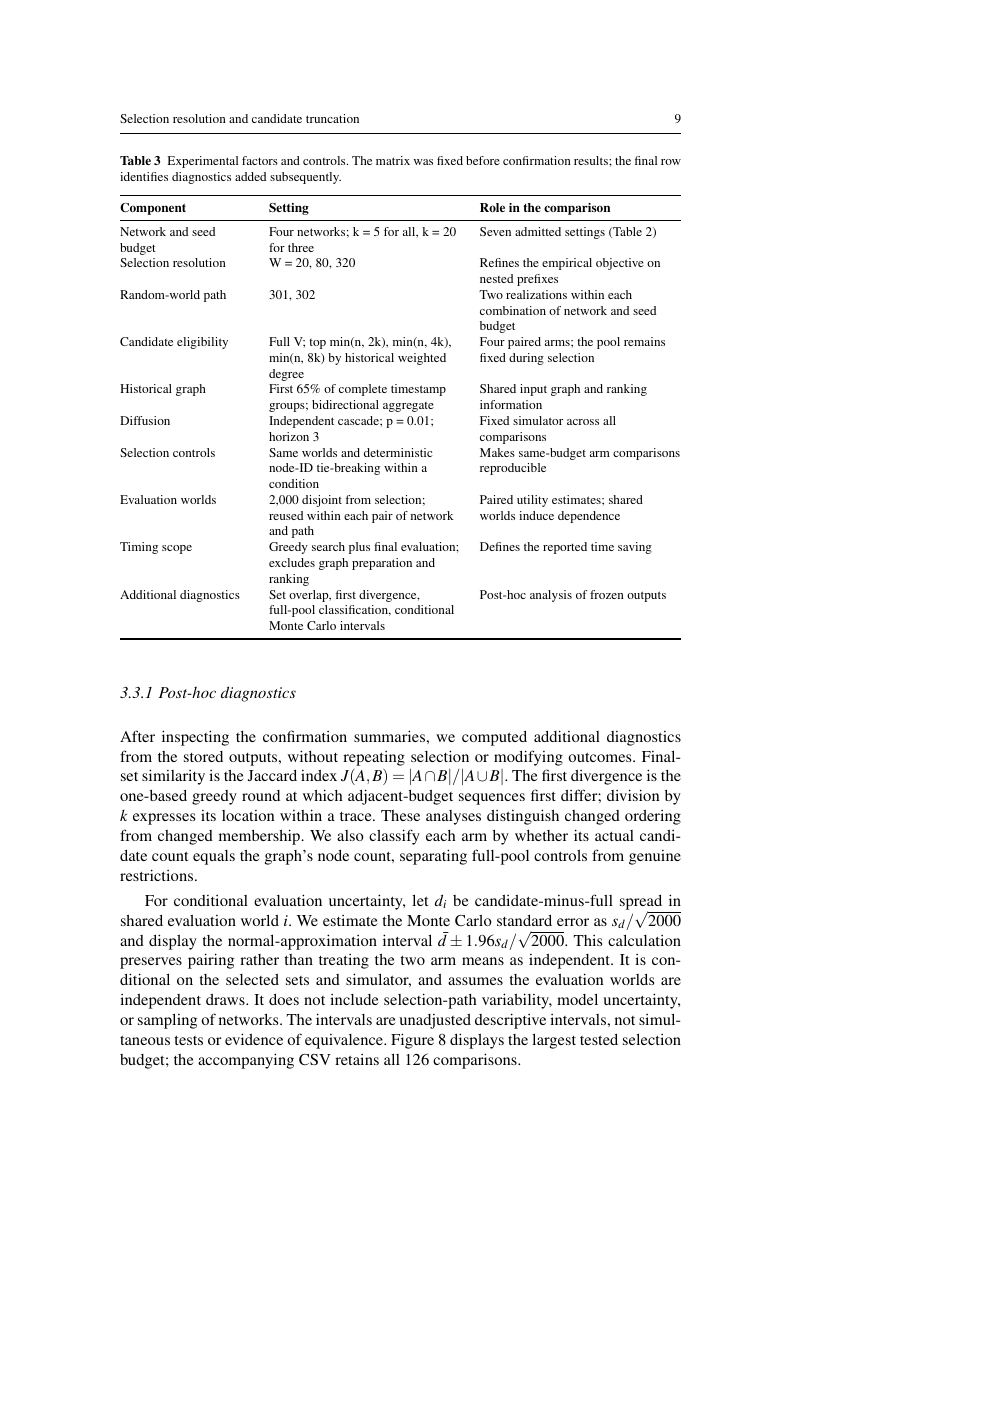 Selection resolution and candidate truncation 9
Table 3 Experimental factors and controls. The matrix was fixed before confirmation results; the final row
identifies diagnostics added subsequently.
Component Setting Role in the comparison
Network and seed Four networks; k = 5 for all, k = 20 Seven admitted settings (Table 2)
budget for three
Selection resolution W = 20, 80, 320 Refines the empirical objective on
nested prefixes
Random-world path 301, 302 Two realizations within each
combination of network and seed
budget
Candidate eligibility Full V; top min(n, 2k), min(n, 4k), Four paired arms; the pool remains
min(n, 8k) by historical weighted fixed during selection
degree
Historical graph First 65% of complete timestamp Shared input graph and ranking
groups; bidirectional aggregate information
Diffusion Independent cascade; p = 0.01; Fixed simulator across all
horizon 3 comparisons
Selection controls Same worlds and deterministic Makes same-budget arm comparisons
node-ID tie-breaking within a reproducible
condition
Evaluation worlds 2,000 disjoint from selection; Paired utility estimates; shared
reused within each pair of network worlds induce dependence
and path
Timing scope Greedy search plus final evaluation; Defines the reported time saving
excludes graph preparation and
ranking
Additional diagnostics Set overlap, first divergence, Post-hoc analysis of frozen outputs
full-pool classification, conditional
Monte Carlo intervals
3.3.1 Post-hoc diagnostics
After inspecting the confirmation summaries, we computed additional diagnostics
from the stored outputs, without repeating selection or modifying outcomes. Final-
set similarity is the Jaccard index J(A,B) = |A∩B|/|A∪B|. The first divergence is the
one-based greedy round at which adjacent-budget sequences first differ; division by
k expresses its location within a trace. These analyses distinguish changed ordering
from changed membership. We also classify each arm by whether its actual candi-
date count equals the graph's node count, separating full-pool controls from genuine
restrictions.
For conditional evaluation uncertainty, let d_i be candidate-minus-full spread in
shared evaluation world i. We estimate the Monte Carlo standard error as s_d/√2000
and display the normal-approximation interval d̄ ± 1.96s_d/√2000. This calculation
preserves pairing rather than treating the two arm means as independent. It is con-
ditional on the selected sets and simulator, and assumes the evaluation worlds are
independent draws. It does not include selection-path variability, model uncertainty,
or sampling of networks. The intervals are unadjusted descriptive intervals, not simul-
taneous tests or evidence of equivalence. Figure 8 displays the largest tested selection
budget; the accompanying CSV retains all 126 comparisons.